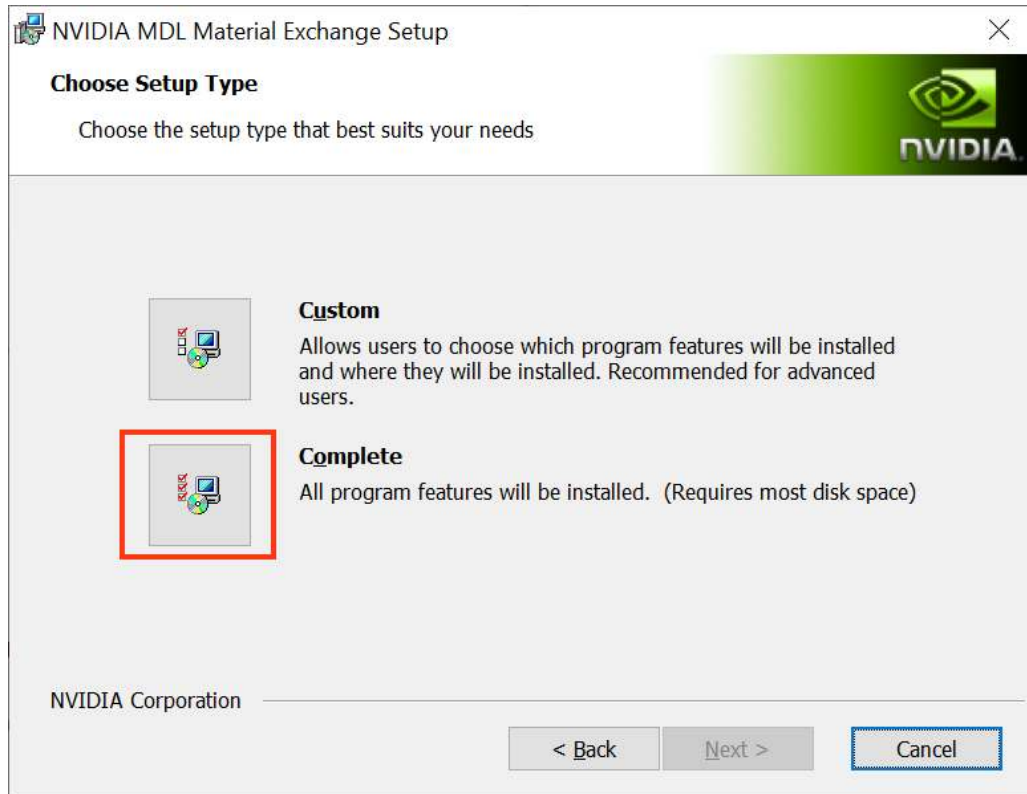 NVIDIA MDL Material Exchange Setup
Choose Setup Type
Choose the setup type that best suits your needs
NVIDIA
Custom
Allows users to choose which program features will be installed
and where they will be installed. Recommended for advanced
users.
Complete
All program features will be installed.  (Requires most disk space)
NVIDIA Corporation
< Back
Next >
Cancel